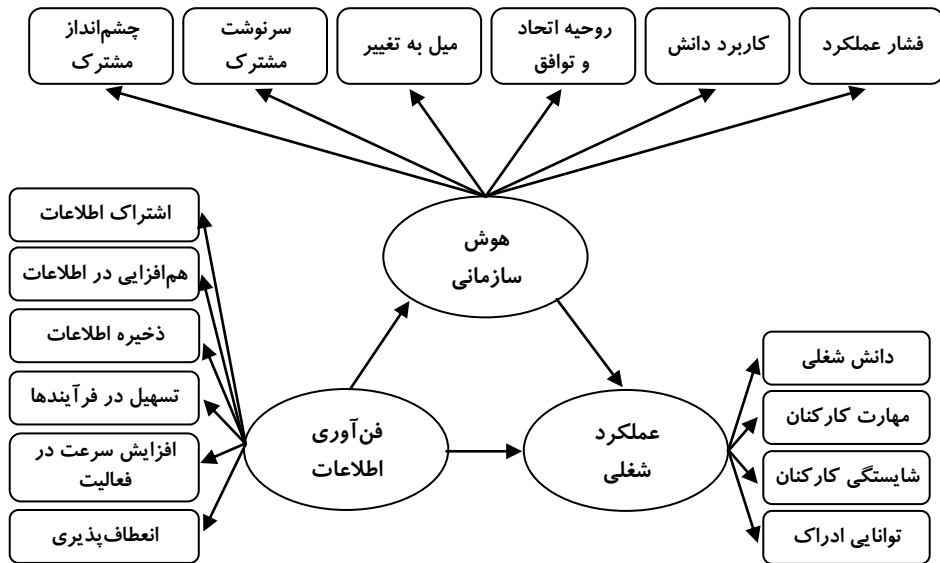 فشار عملکرد
کاربرد دانش
روحیه اتحاد
و توافق
میل به تغییر
سرنوشت
مشترک
چشم‌انداز
مشترک
هوش
سازمانی
اشتراک اطلاعات
هم‌افزایی در اطلاعات
ذخیره اطلاعات
تسهیل در فرآیندها
افزایش سرعت در
فعالیت
انعطاف‌پذیری
فن‌آوری
اطلاعات
عملکرد
شغلی
دانش شغلی
مهارت کارکنان
شایستگی کارکنان
توانایی ادراک